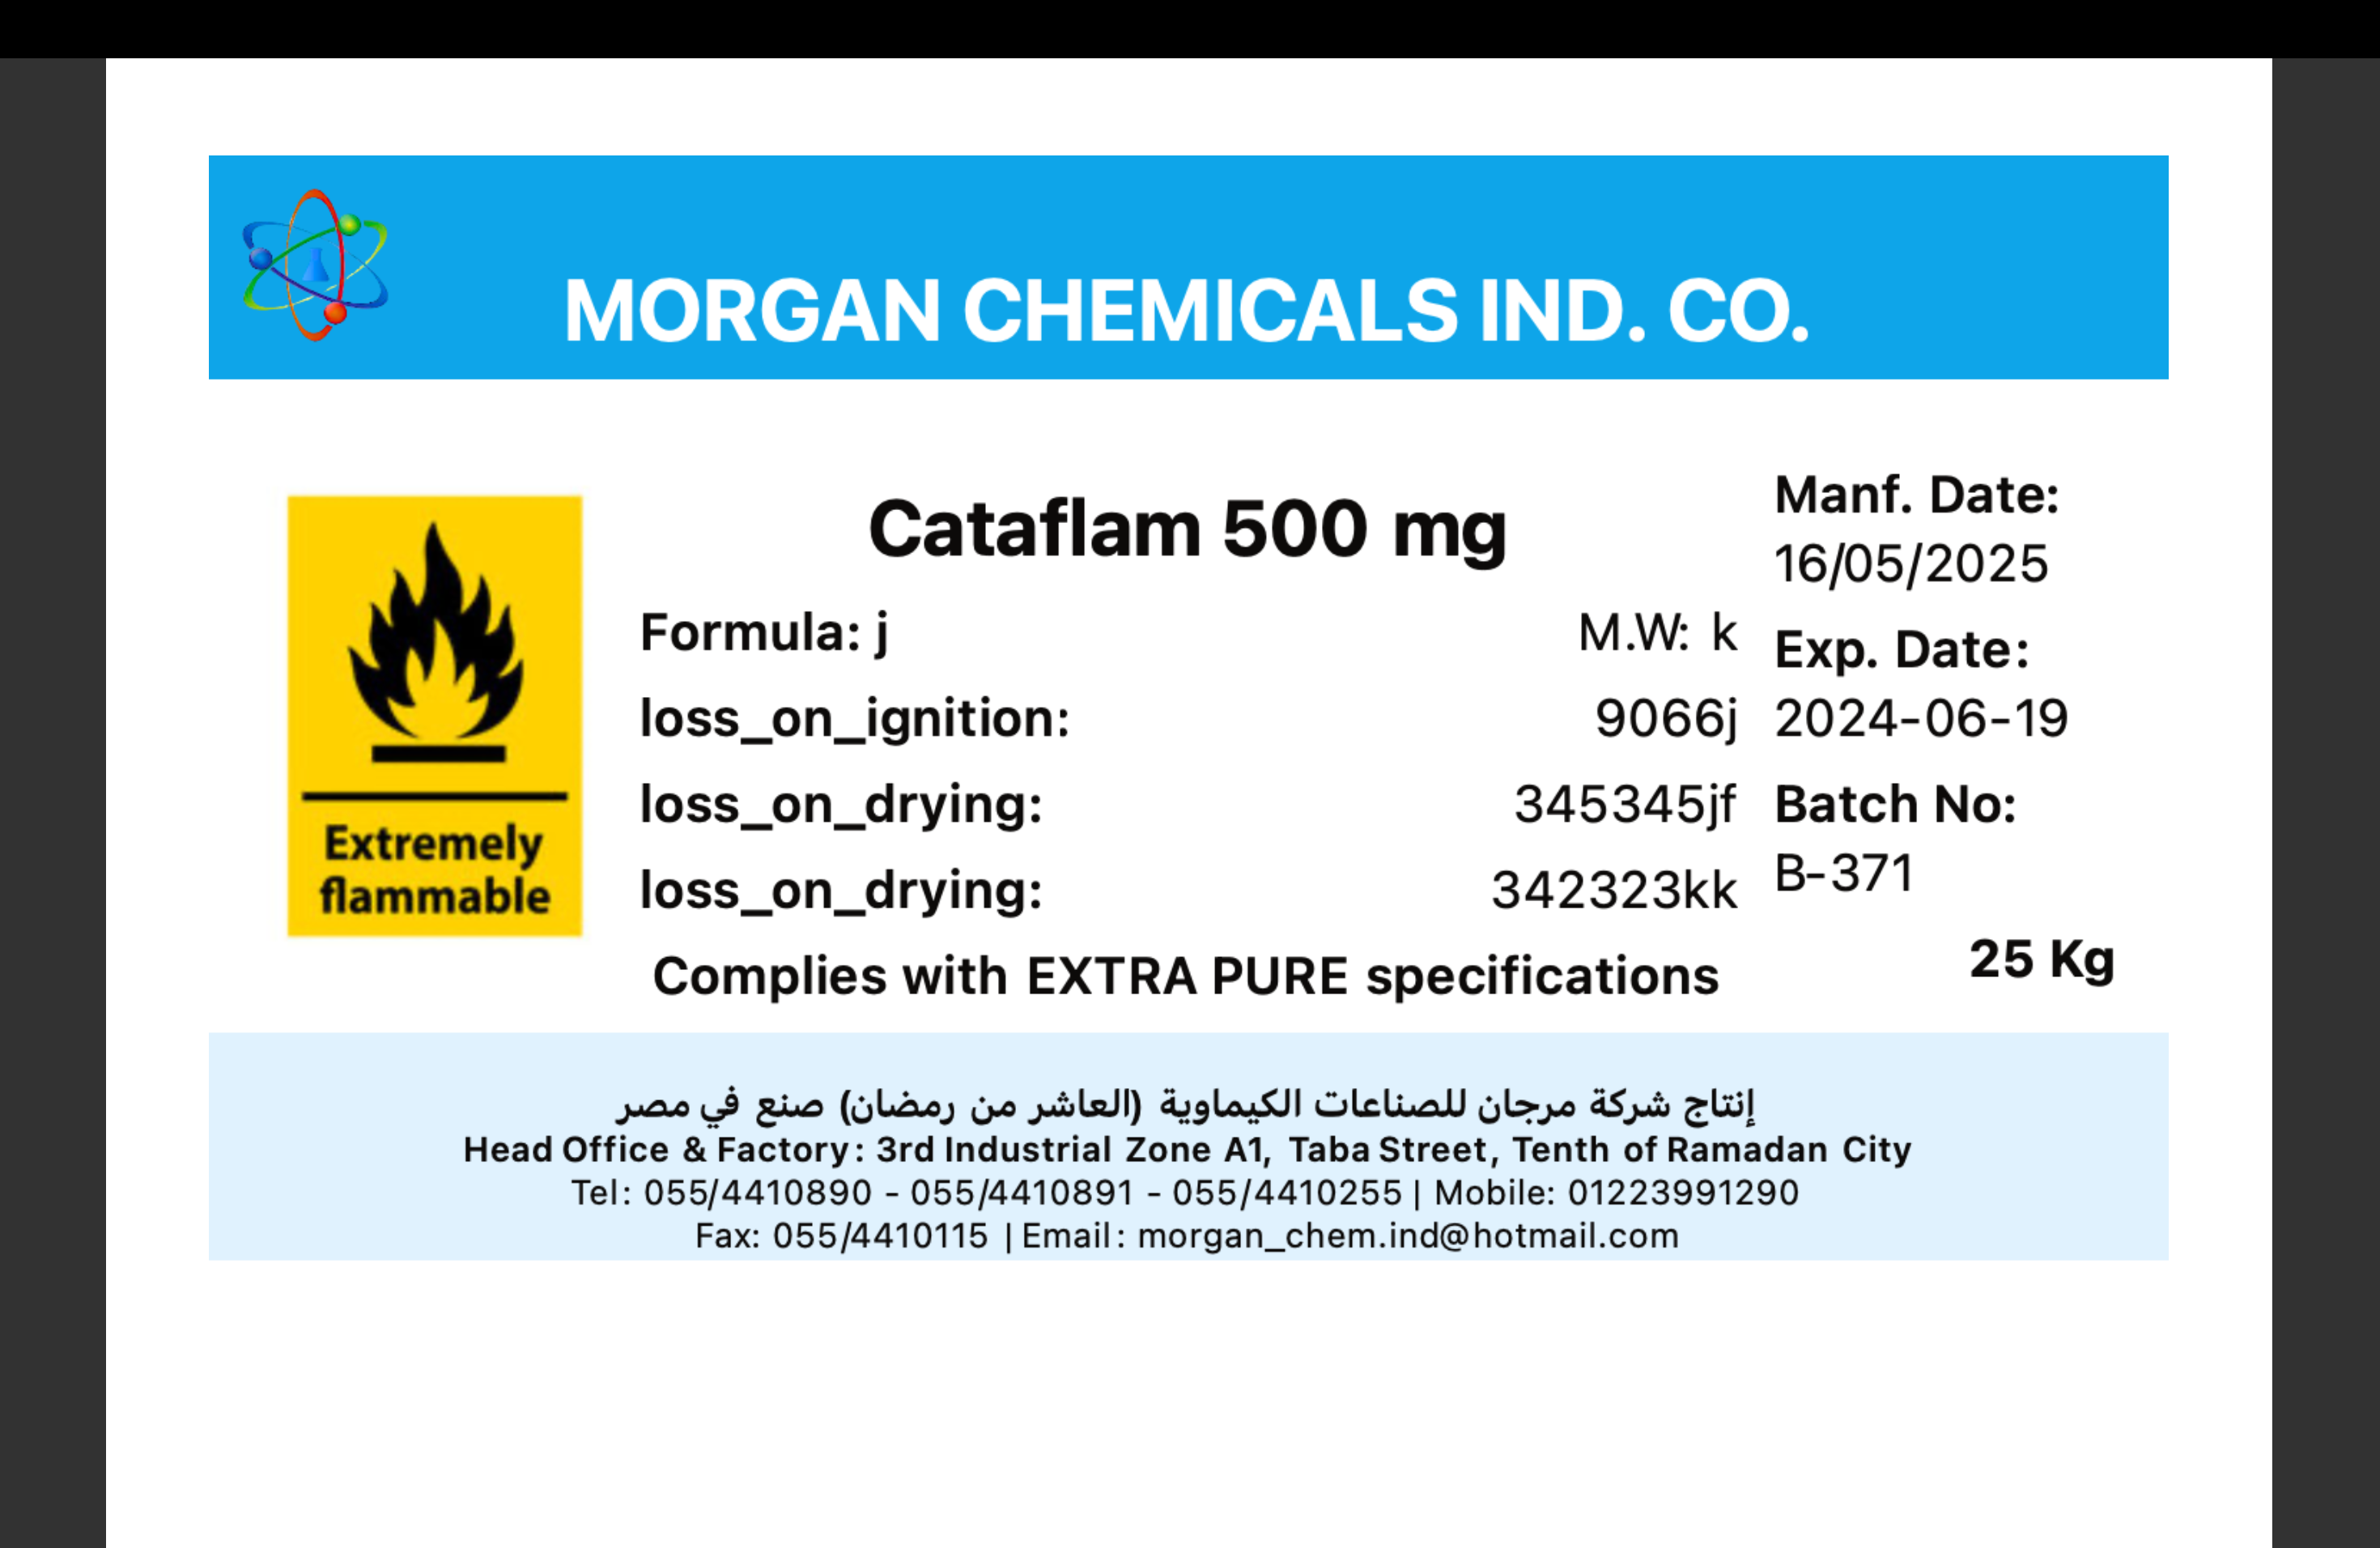 MORGAN CHEMICALS IND. CO.
Extremely
flammable
Cataflam 500 mg
Formula: j M.W: k
loss_on_ignition: 9066j
loss_on_drying: 345345jf
loss_on_drying: 342323kk
Complies with EXTRA PURE specifications
Manf. Date:
16/05/2025
Exp. Date:
2024-06-19
Batch No:
B-371
25 Kg
إنتاج شركة مرجان للصناعات الكيماوية (العاشر من رمضان) صنع في مصر
Head Office & Factory: 3rd Industrial Zone A1, Taba Street, Tenth of Ramadan City
Tel: 055/4410890 - 055/4410891 - 055/4410255 | Mobile: 01223991290
Fax: 055/4410115 | Email: morgan_chem.ind@hotmail.com